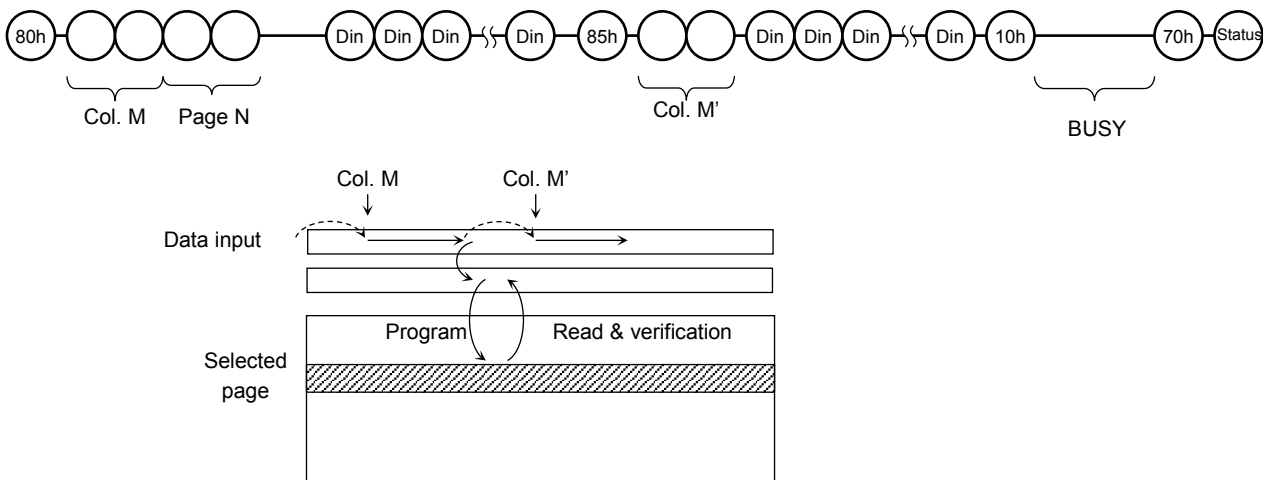 80h Din Din Din Din 85h Din Din Din Din 10h 70h Status
Col. M Page N Col. M' BUSY
Col. M Col. M'
Data input
Program Read & verification
Selected
page